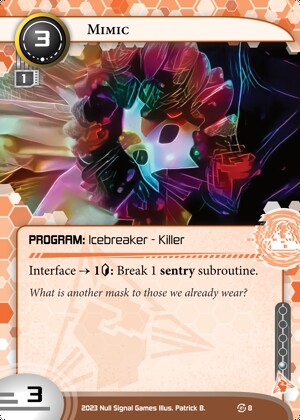 Mimic
3
1
PROGRAM: Icebreaker - Killer
Interface → 1: Break 1 sentry subroutine.
What is another mask to those we already wear?
3
2023 Null Signal Games Illus. Patrick B.
8